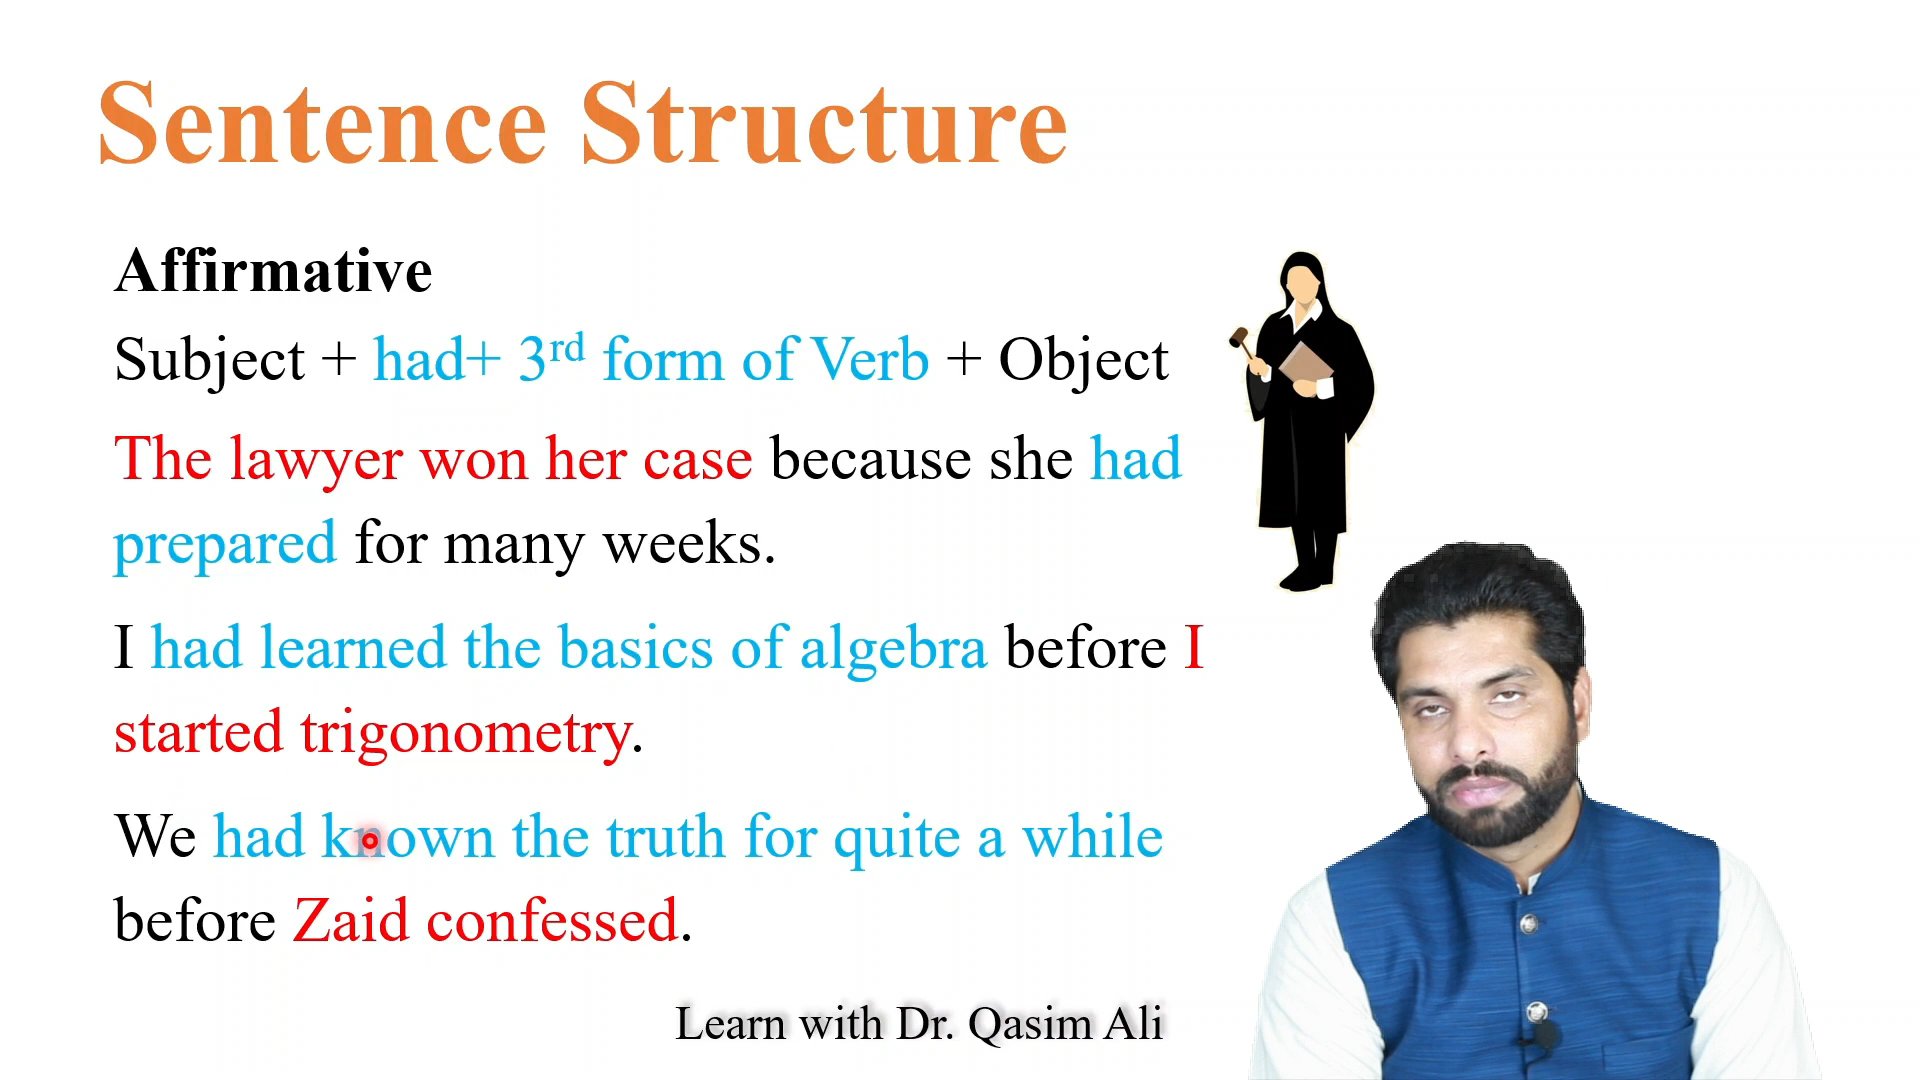 Sentence Structure
Affirmative
Subject + had+ 3rd form of Verb + Object
The lawyer won her case because she had
prepared for many weeks.
I had learned the basics of algebra before I
started trigonometry.
We had known the truth for quite a while
before Zaid confessed.
Learn with Dr. Qasim Ali